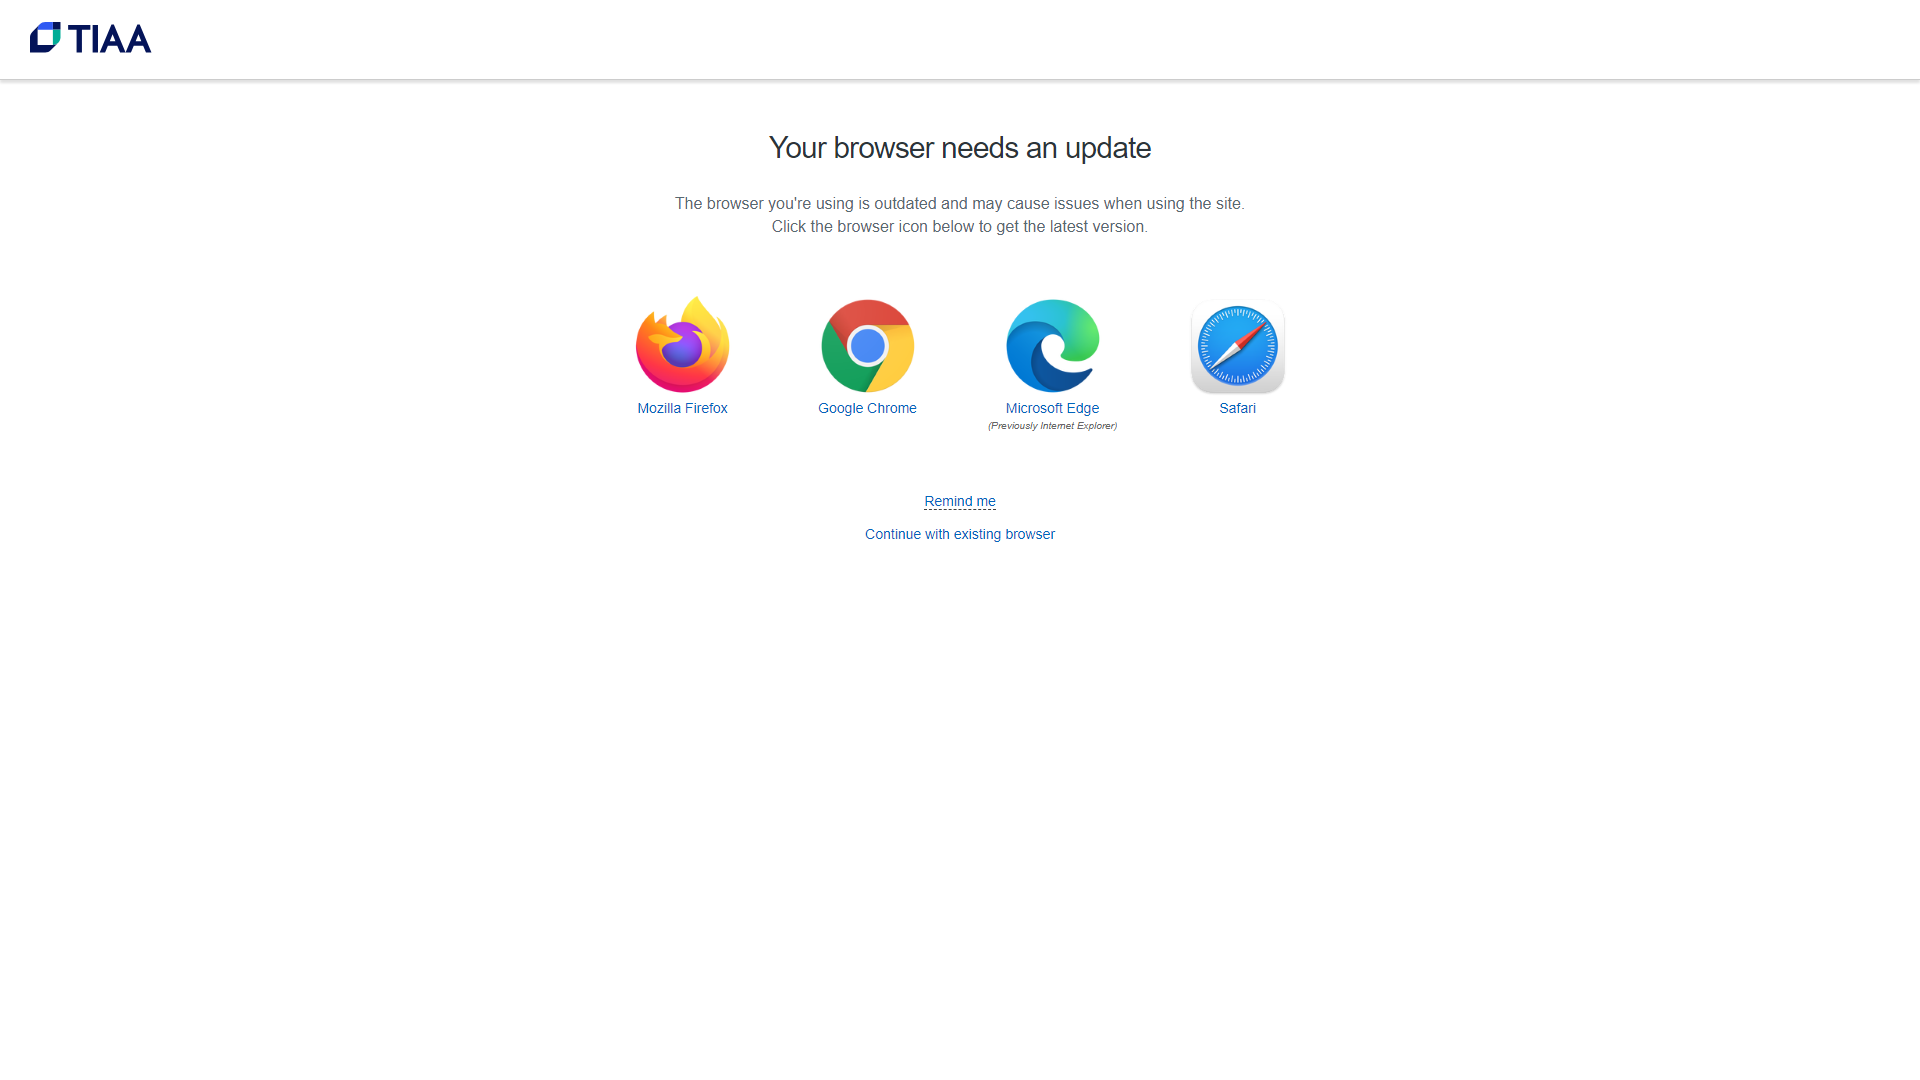 TIAA
Your browser needs an update
The browser you're using is outdated and may cause issues when using the site.
Click the browser icon below to get the latest version.
Mozilla Firefox
Google Chrome
Microsoft Edge
(Previously Internet Explorer)
Safari
Remind me
Continue with existing browser